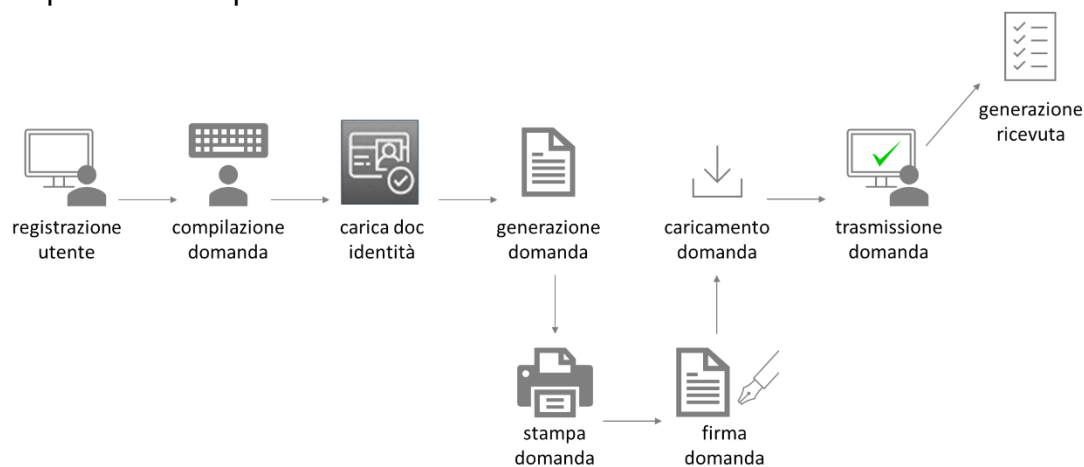 generazione
ricevuta
registrazione
utente
compilazione
domanda
carica doc
identità
generazione
domanda
caricamento
domanda
trasmissione
domanda
stampa
domanda
firma
domanda